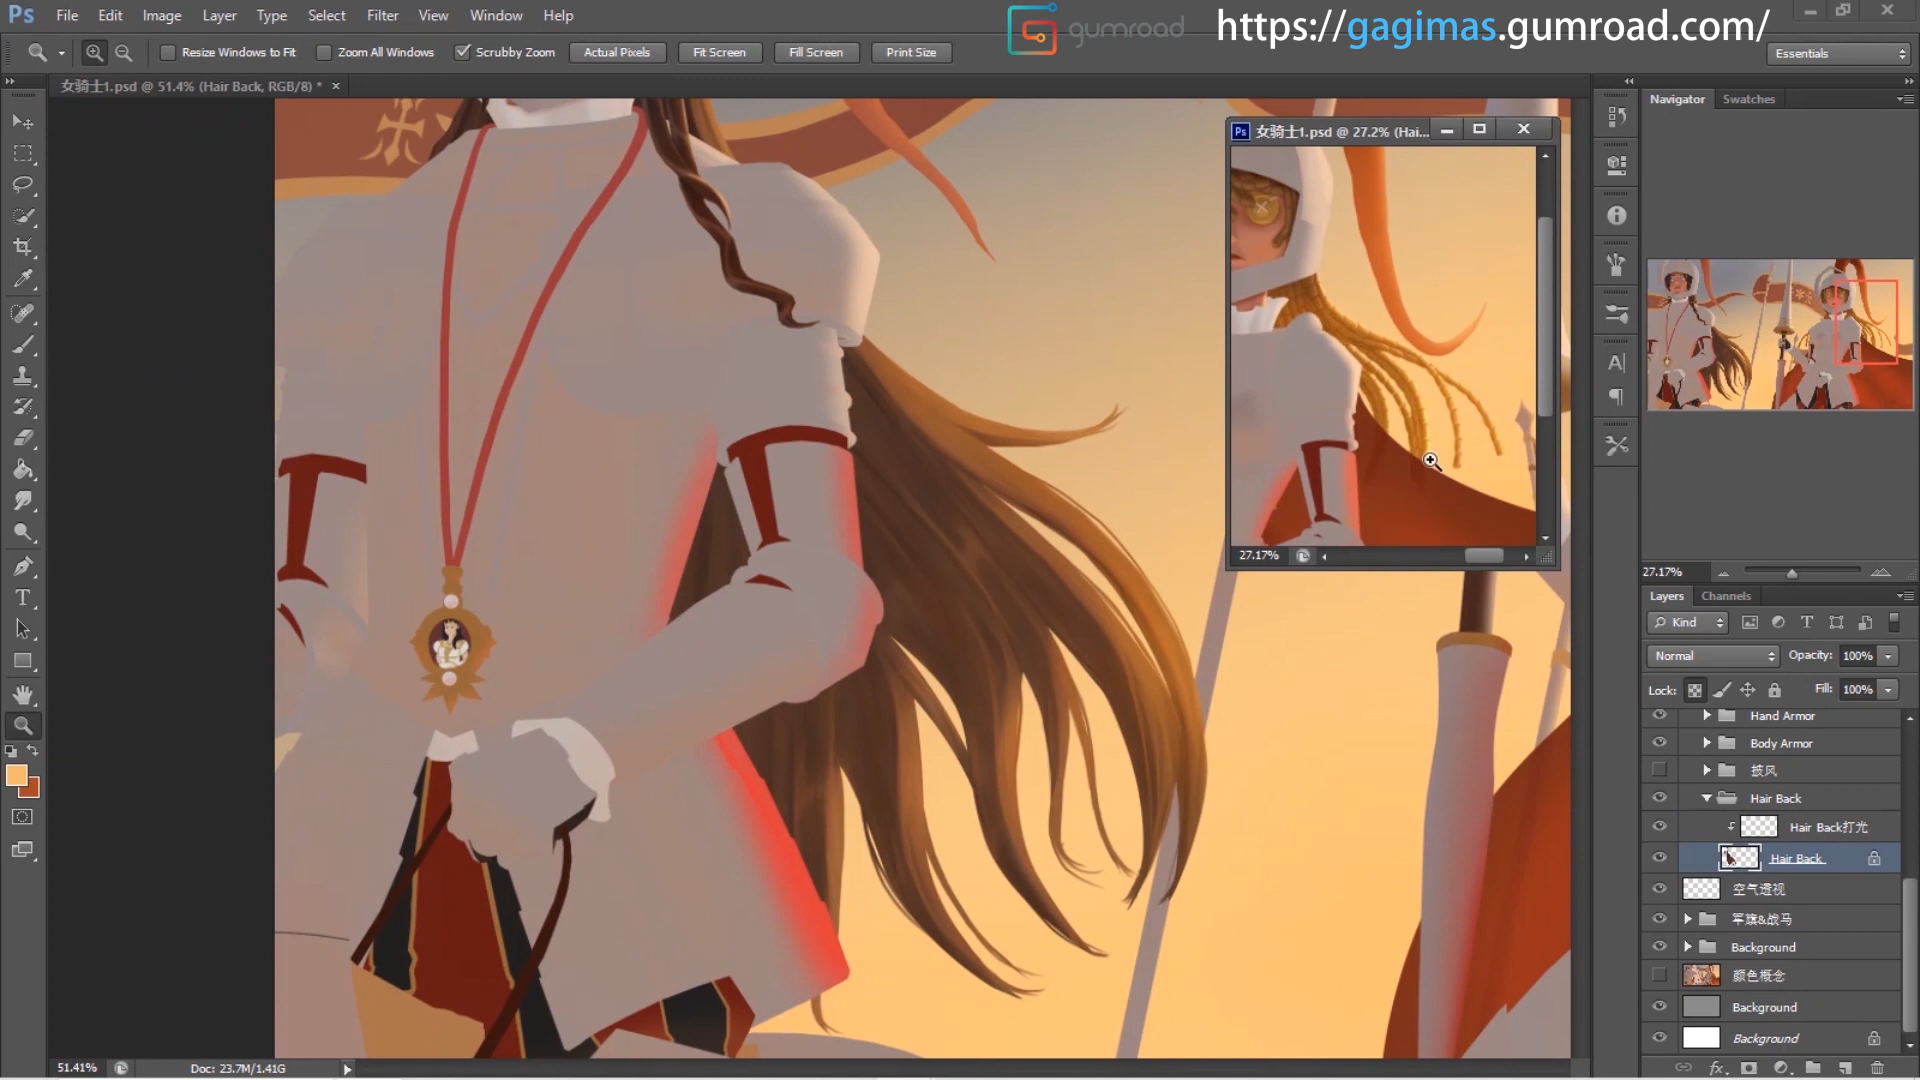 Ps File Edit Image Layer Type Select Filter View Window Help
gumroad https://gagimas.gumroad.com/
Resize Windows to Fit Zoom All Windows Scrubby Zoom Actual Pixels Fit Screen Fill Screen Print Size Essentials
女骑士1.psd @ 51.4% (Hair Back, RGB/8) *
Navigator Swatches
Ps 女骑士1.psd @ 27.2% (Hai...
27.17%
27.17%
Layers Channels
Kind
Normal Opacity: 100%
Lock: Fill: 100%
Hand Armor
Body Armor
披风
Hair Back
Hair Back打光
Hair Back
空气透视
军旗&战马
Background
颜色概念
Background
Background
51.41% Doc: 23.7M/1.41G